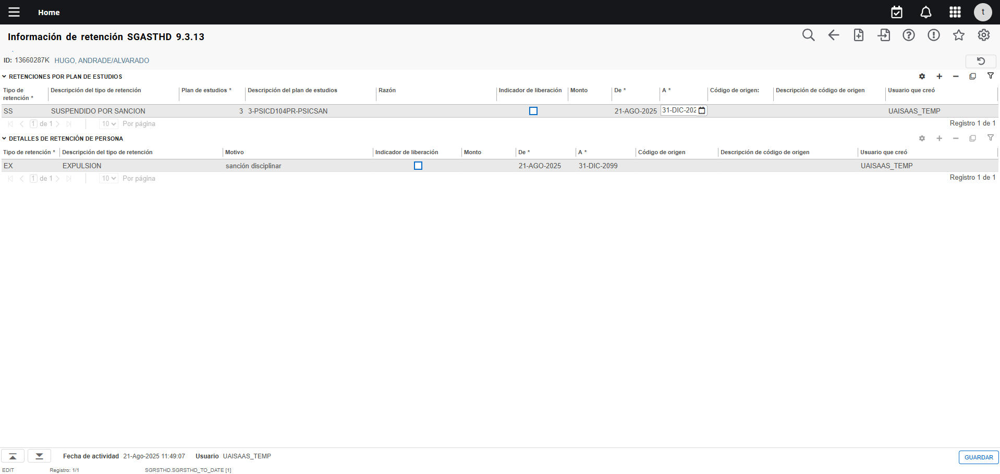 Home
t
Información de retención SGASTHD 9.3.13
ID: 13660287K HUGO, ANDRADE/ALVARADO
RETENCIONES POR PLAN DE ESTUDIOS
Tipo de retención * Descripción del tipo de retención Plan de estudios * Descripción del plan de estudios Razón Indicador de liberación Monto De * A * Código de origen: Descripción de código de origen Usuario que creó
SS SUSPENDIDO POR SANCION 3 3-PSICD104PR-PSICSAN 21-AGO-2025 31-DIC-202 UAISAAS_TEMP
1 de 1 10 Por página Registro 1 de 1
DETALLES DE RETENCIÓN DE PERSONA
Tipo de retención * Descripción del tipo de retención Motivo Indicador de liberación Monto De * A * Código de origen Descripción de código de origen Usuario que creó
EX EXPULSION sanción disciplinar 21-AGO-2025 31-DIC-2099 UAISAAS_TEMP
1 de 1 10 Por página Registro 1 de 1
Fecha de actividad 21-Ago-2025 11:49:07 Usuario UAISAAS_TEMP
GUARDAR
EDIT Registro: 1/1 SGRSTHD.SGRSTHD_TO_DATE [1]